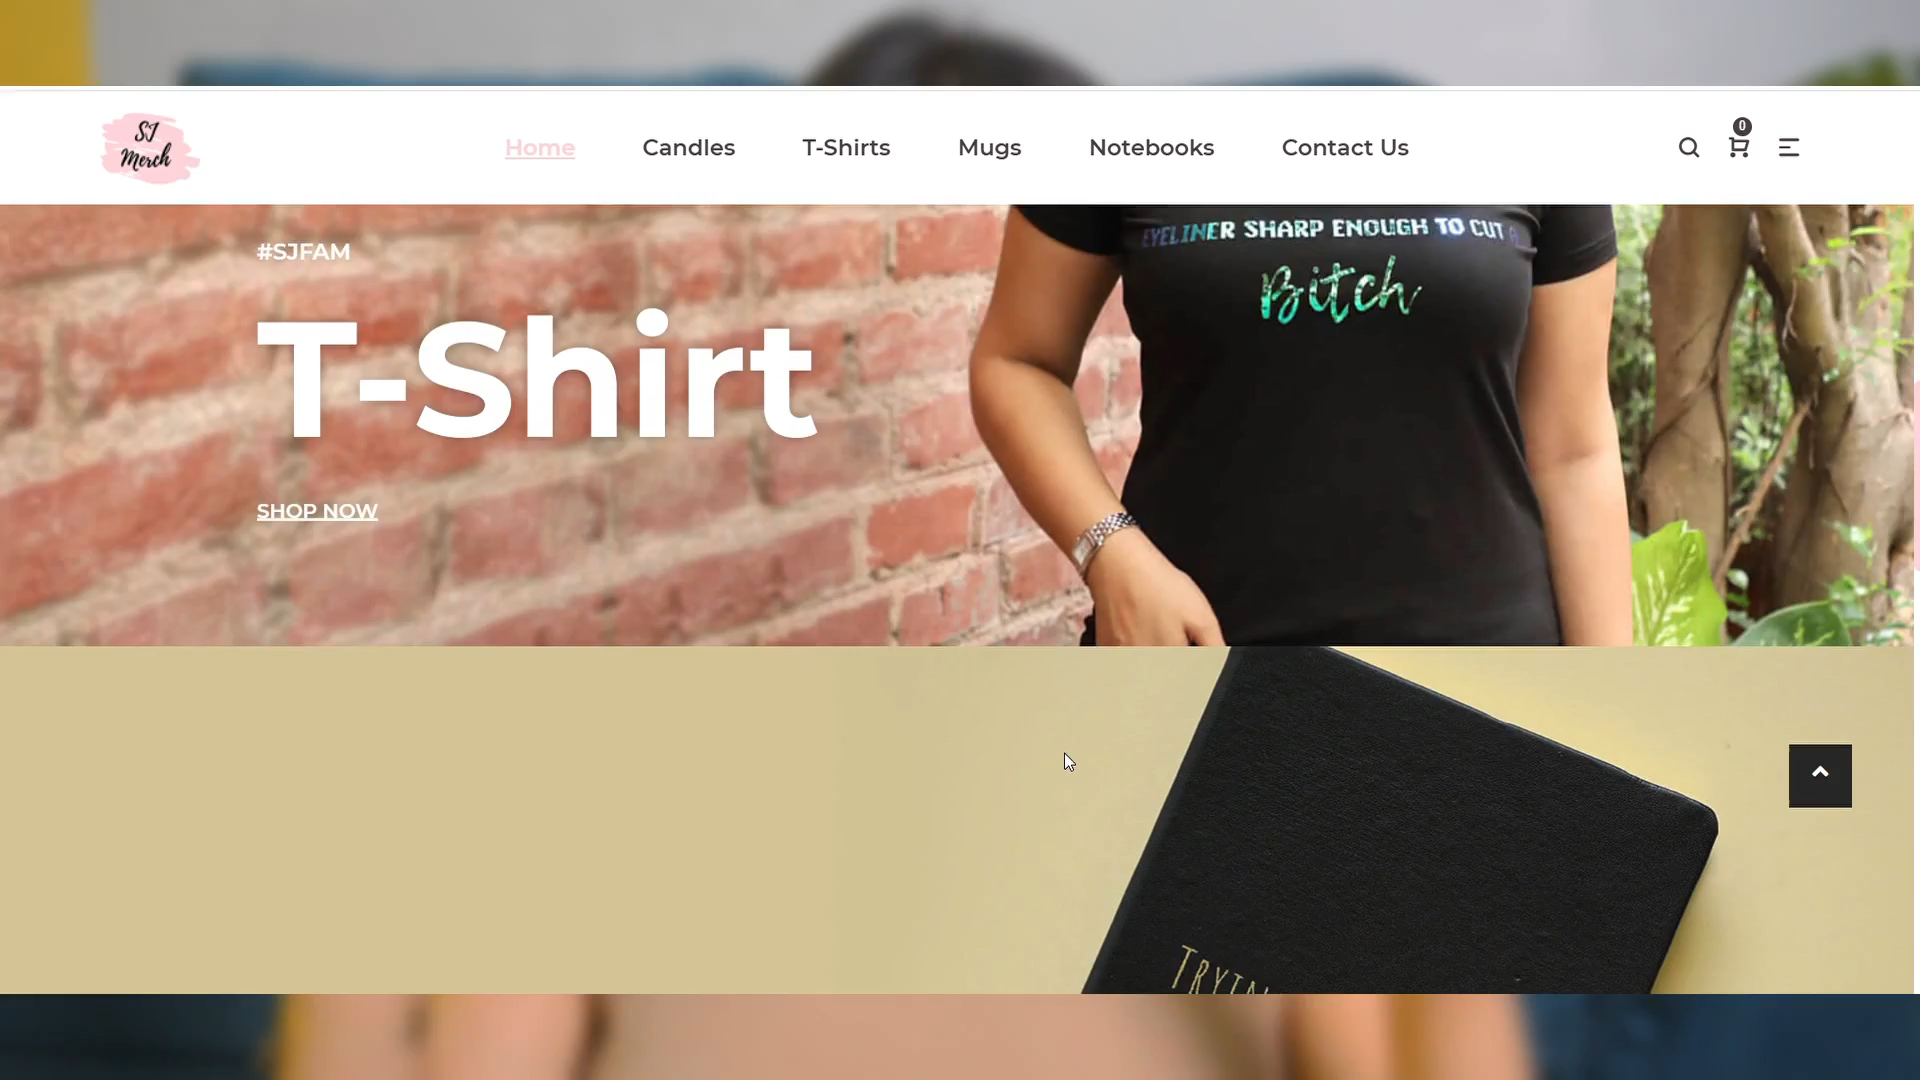 SJ
Merch
Home
Candles
T-Shirts
Mugs
Notebooks
Contact Us
0
#SJFAM
T-Shirt
SHOP NOW
EYELINER SHARP ENOUGH TO CUT
Bitch